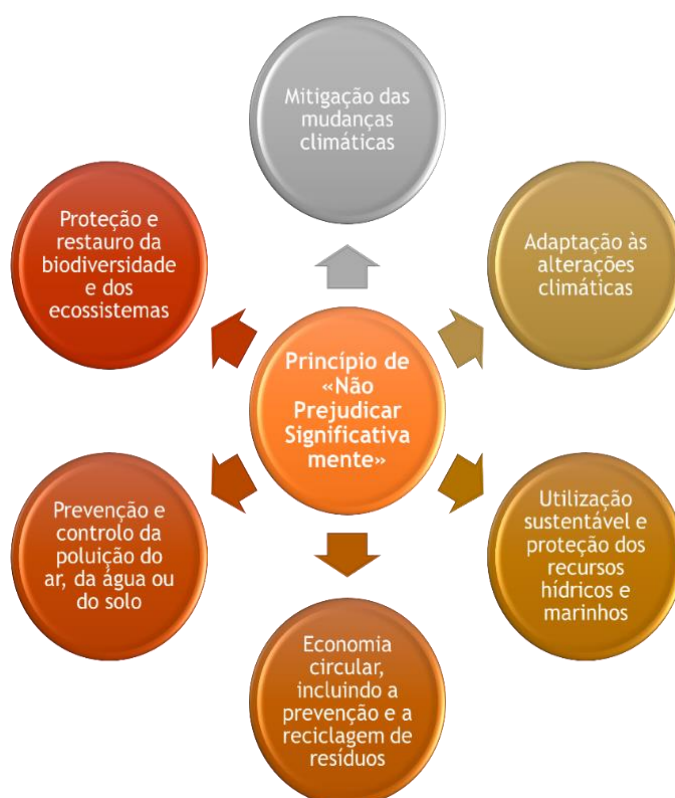 Mitigação das
mudanças
climáticas
Adaptação às
alterações
climáticas
Utilização
sustentável e
proteção dos
recursos
hídricos e
marinhos
Economia
circular,
incluindo a
prevenção e a
reciclagem de
resíduos
Prevenção e
controlo da
poluição do
ar, da água ou
do solo
Proteção e
restauro da
biodiversidade
e dos
ecossistemas
Princípio de
«Não
Prejudicar
Significativa
mente»